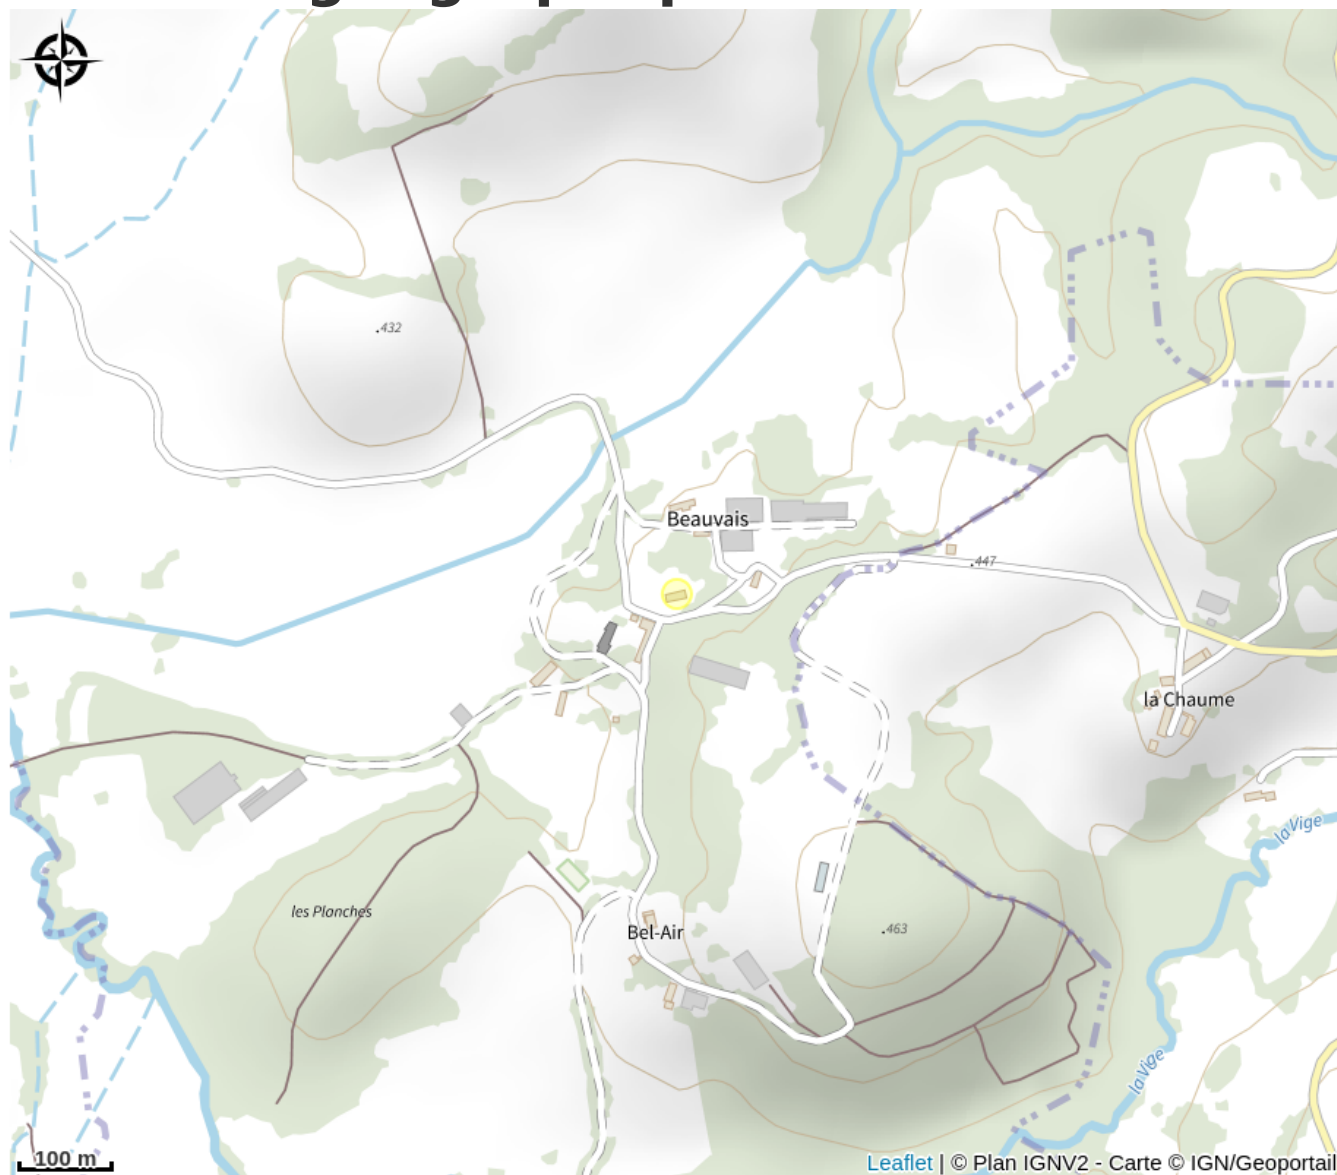 432
Beauvais
447
la Chaume
la Vige
les Planches
463
Bel-Air
la Vige
100 m
Leaflet | © Plan IGNV2 - Carte © IGN/Geoportail